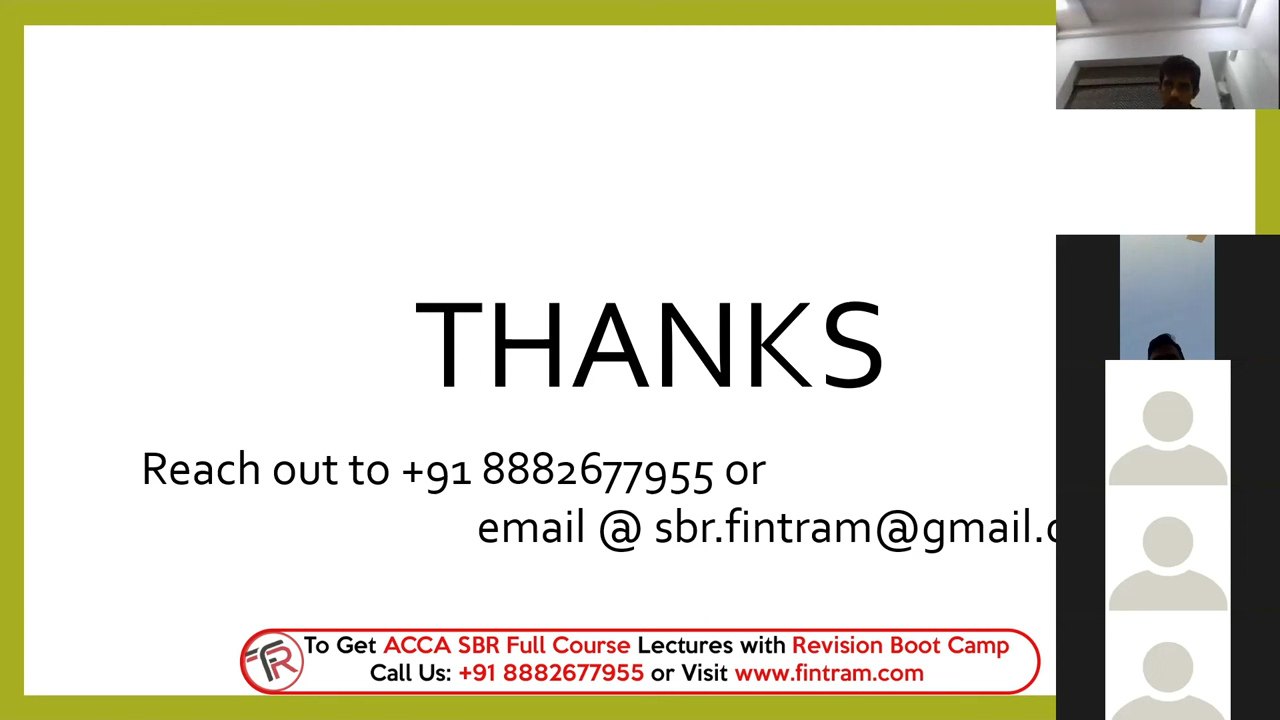 THANKS
Reach out to +91 8882677955 or
email @ sbr.fintram@gmail.c
To Get ACCA SBR Full Course Lectures with Revision Boot Camp
Call Us: +91 8882677955 or Visit www.fintram.com